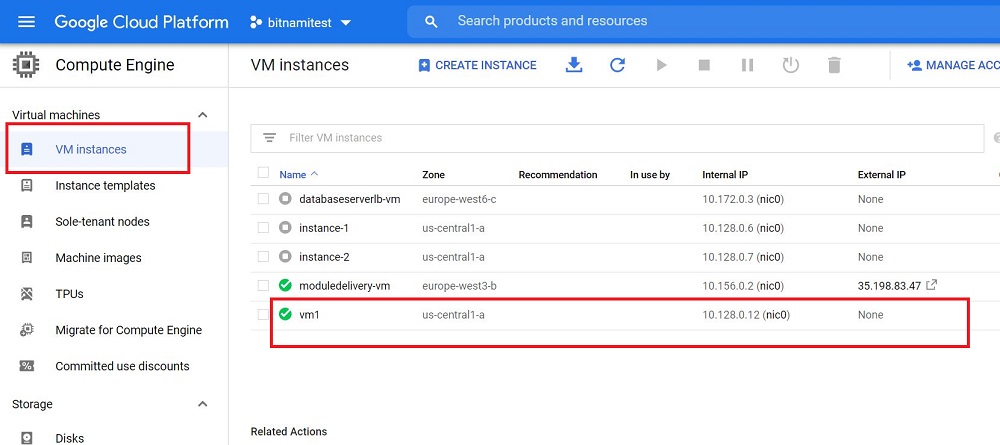 Google Cloud Platform
bitnamitest
Search products and resources
Compute Engine
VM instances
CREATE INSTANCE
MANAGE ACC
Virtual machines
VM instances
Instance templates
Sole-tenant nodes
Machine images
TPUs
Migrate for Compute Engine
Committed use discounts
Storage
Disks
Filter VM instances
Name Zone Recommendation In use by Internal IP External IP
databaseserverlb-vm europe-west6-c 10.172.0.3 (nic0) None
instance-1 us-central1-a 10.128.0.6 (nic0) None
instance-2 us-central1-a 10.128.0.7 (nic0) None
moduledelivery-vm europe-west3-b 10.156.0.2 (nic0) 35.198.83.47
vm1 us-central1-a 10.128.0.12 (nic0) None
Related Actions